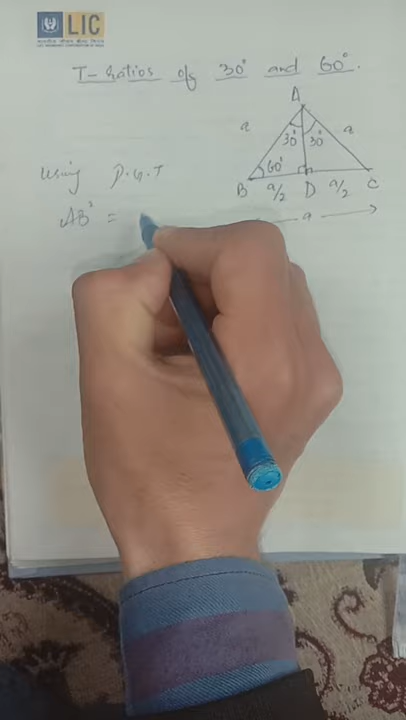 LIC
T-Ratios of 30° and 60°.
A
a 30° 30° a
60°
B a/2 D a/2 C
a
Using P.G.T
AB² =